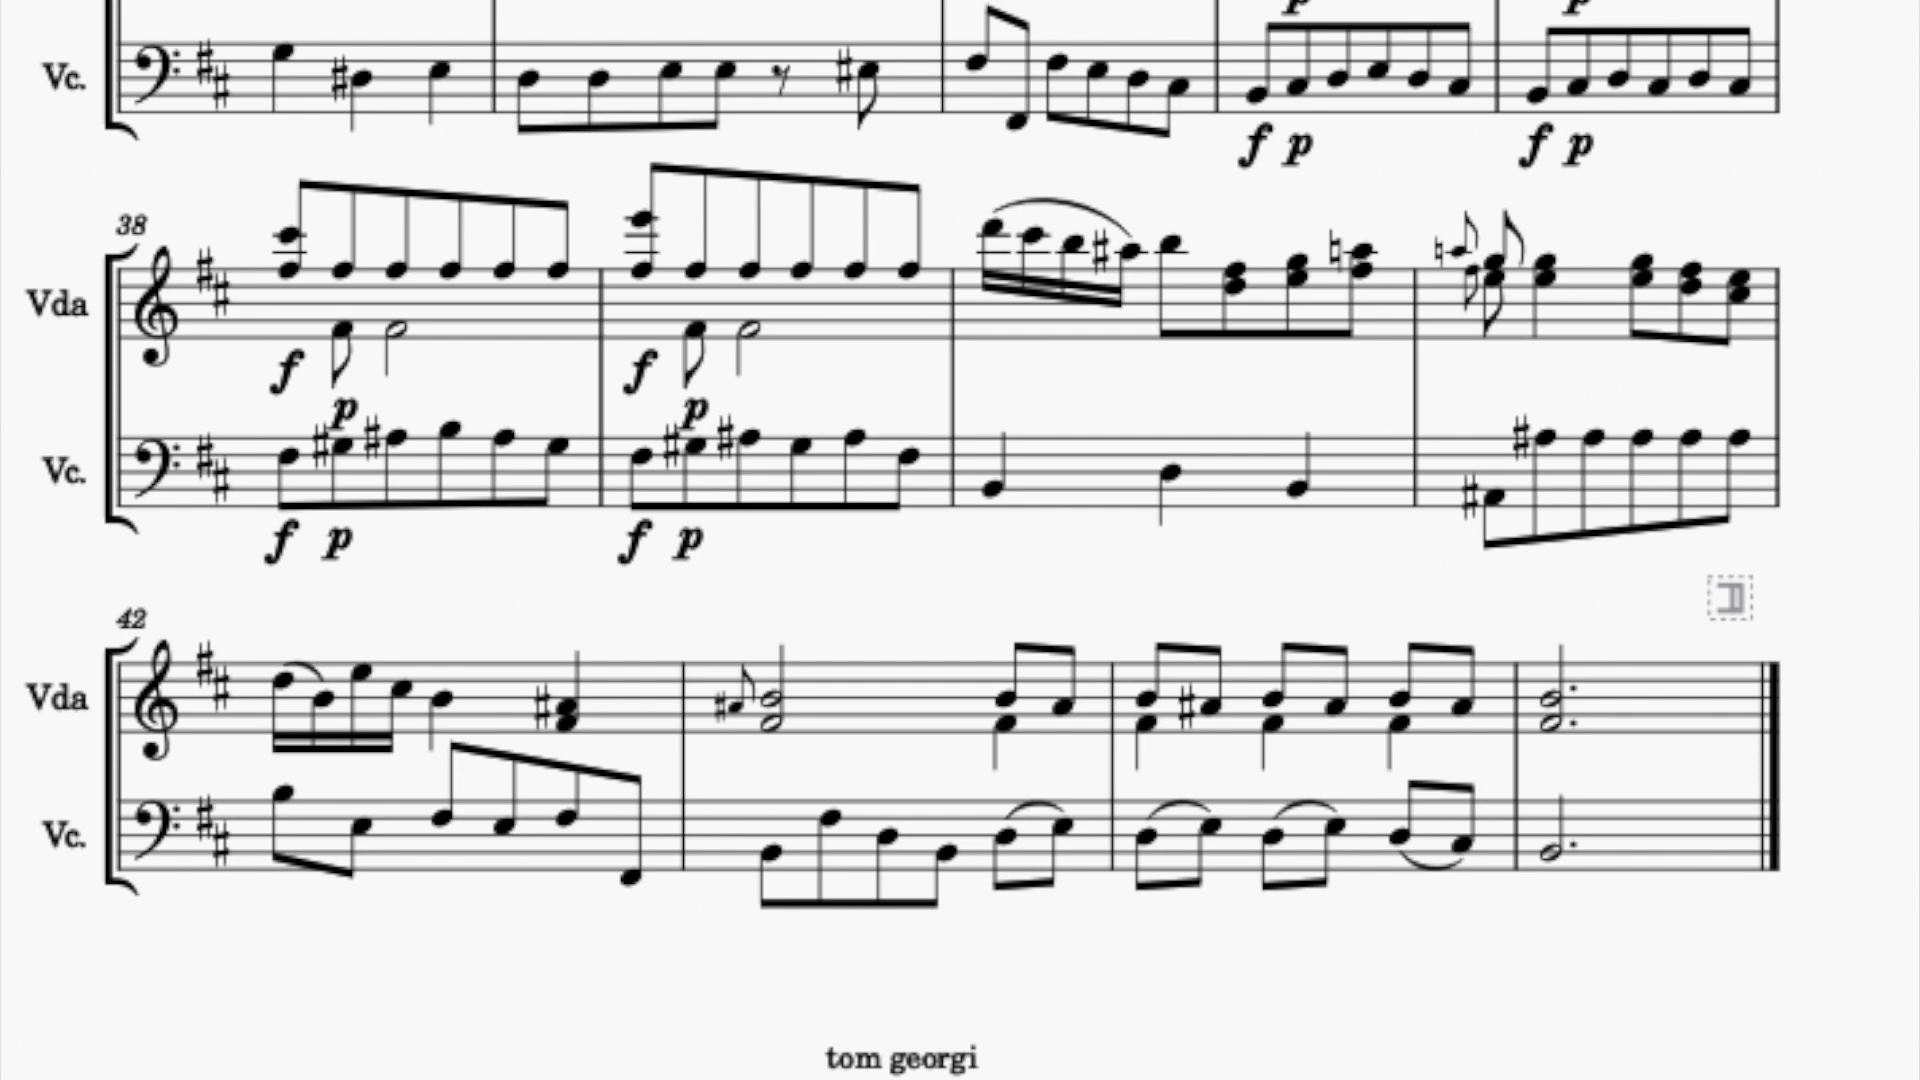 p p
Vc.
f p f p
38
Vda
f f
p p
Vc.
f p f p
42
Vda
Vc.
tom georgi